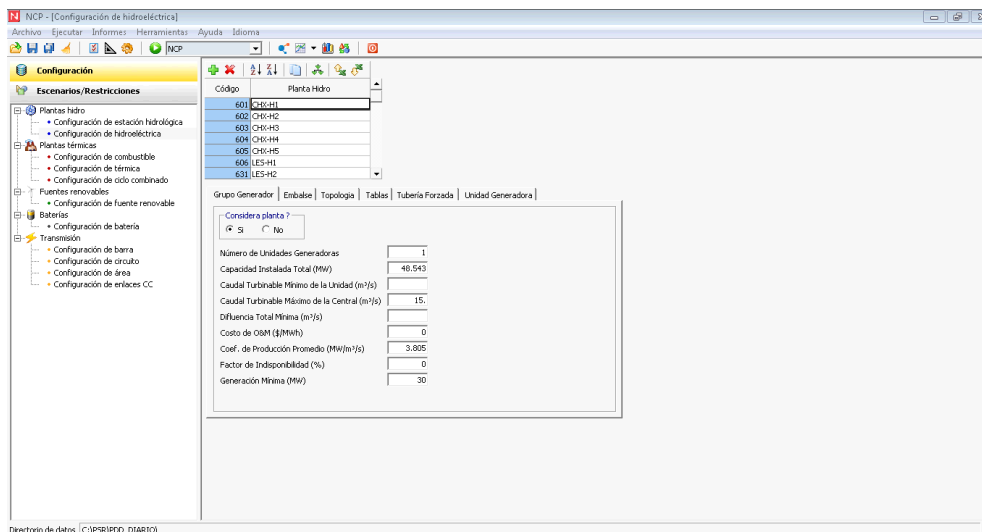 NCP - [Configuración de hidroeléctrica]
Archivo Ejecutar Informes Herramientas Ayuda Idioma
NCP
Configuración
Escenarios/Restricciones
Plantas hidro
Configuración de estación hidrológica
Configuración de hidroeléctrica
Plantas térmicas
Configuración de combustible
Configuración de térmica
Configuración de ciclo combinado
Fuentes renovables
Configuración de fuente renovable
Baterías
Configuración de batería
Transmisión
Configuración de barra
Configuración de circuito
Configuración de área
Configuración de enlaces CC
Código Planta Hidro
601 CHX-H1
602 CHX-H2
603 CHX-H3
604 CHX-H4
605 CHX-H5
606 LES-H1
631 LES-H2
Grupo Generador Embalse Topologia Tablas Tubería Forzada Unidad Generadora
Considera planta ?
Si No
Número de Unidades Generadoras 1
Capacidad Instalada Total (MW) 48.543
Caudal Turbinable Mínimo de la Unidad (m³/s)
Caudal Turbinable Máximo de la Central (m³/s) 15.
Difluencia Total Mínima (m³/s)
Costo de O&M ($/MWh) 0
Coef. de Producción Promedio (MW/m³/s) 3.805
Factor de Indisponibilidad (%) 0
Generación Mínima (MW) 30
Directorio de datos C:\PSR\PDD_DIARIO\